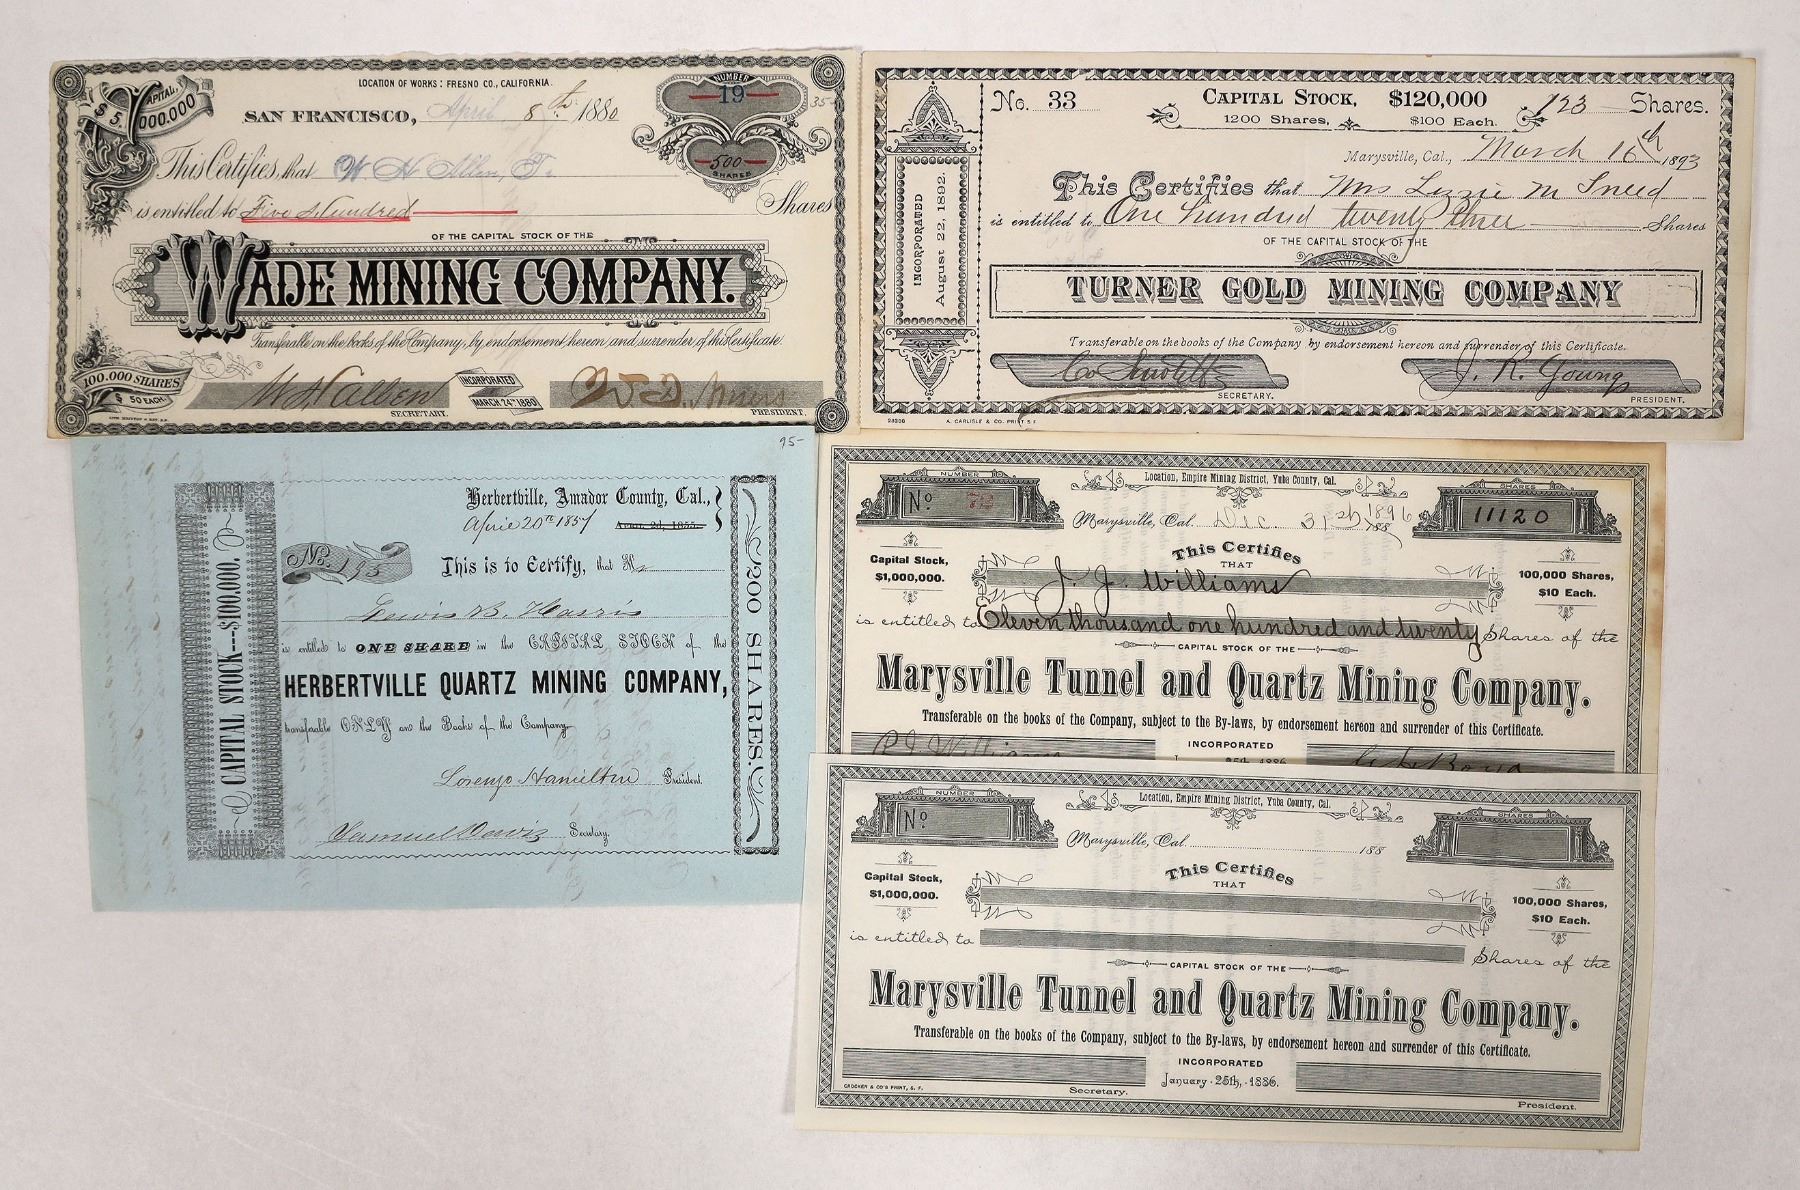 LOCATION OF WORKS: FRESNO CO., CALIFORNIA.
CAPITAL, $5,000.000
NUMBER
19
35-
SAN FRANCISCO, April 8th 1880
500
SHARES
This Certifies, that W H Allen, Tr
is entitled to Five Hundred Shares
OF THE CAPITAL STOCK OF THE
WADE MINING COMPANY.
Transferable on the books of the Company, by endorsement hereon and surrender of this Certificate
100.000 SHARES
$50 EACH
W H Allen
SECRETARY.
INCORPORATED
MARCH 24TH 1880
PRESIDENT.
No. 33
CAPITAL STOCK, $120,000
1200 Shares, $100 Each.
123 Shares.
Marysville, Cal., March 16th 1893
INCORPORATED
August 22, 1892.
This Certifies that Mrs Lizzie M Sneed
is entitled to One hundred twenty three Shares
OF THE CAPITAL STOCK OF THE
TURNER GOLD MINING COMPANY
Transferable on the books of the Company by endorsement hereon and surrender of this Certificate.
SECRETARY.
J. R. Young
PRESIDENT.
28330
A. CARLISLE & CO. PRINT S F
95-
Herbertville, Amador County, Cal.,
April 20th 1857
CAPITAL STOCK---$100,000.
No. 195
This is to Certify, that M
Lewis B. Harris
is entitled to ONE SHARE in the CAPITAL STOCK of the
HERBERTVILLE QUARTZ MINING COMPANY,
transferable ONLY on the Books of the Company
Lorenzo Hamilton President.
Samuel Davis Secretary.
200 SHARES.
NUMBER
No 73
Location, Empire Mining District, Yuba County, Cal.
SHARES
11120
Marysville, Cal. Dec. 31st 1896
188
Capital Stock,
$1,000,000.
This Certifies
THAT
100,000 Shares,
$10 Each.
J. J. Williams
is entitled to Eleven thousand one hundred and twenty Shares of the
CAPITAL STOCK OF THE
Marysville Tunnel and Quartz Mining Company.
Transferable on the books of the Company, subject to the By-laws, by endorsement hereon and surrender of this Certificate.
INCORPORATED
25th, 1886
NUMBER
No
Location, Empire Mining District, Yuba County, Cal.
SHARES
Marysville, Cal. 188
Capital Stock,
$1,000,000.
This Certifies
THAT
100,000 Shares,
$10 Each.
is entitled to Shares of the
CAPITAL STOCK OF THE
Marysville Tunnel and Quartz Mining Company.
Transferable on the books of the Company, subject to the By-laws, by endorsement hereon and surrender of this Certificate.
INCORPORATED
January 25th, 1886.
CROCKER & CO'S PRINT, S. F.
Secretary.
President.